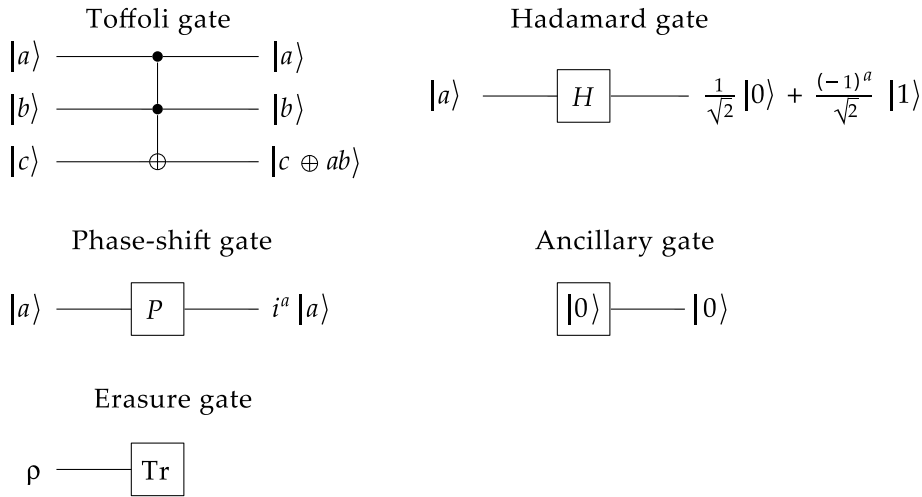 Toffoli gate
|a⟩ |a⟩
|b⟩ |b⟩
|c⟩ |c ⊕ ab⟩
Hadamard gate
|a⟩ H 1/√2 |0⟩ + (−1)^a/√2 |1⟩
Phase-shift gate
|a⟩ P i^a |a⟩
Ancillary gate
|0⟩ |0⟩
Erasure gate
ρ Tr